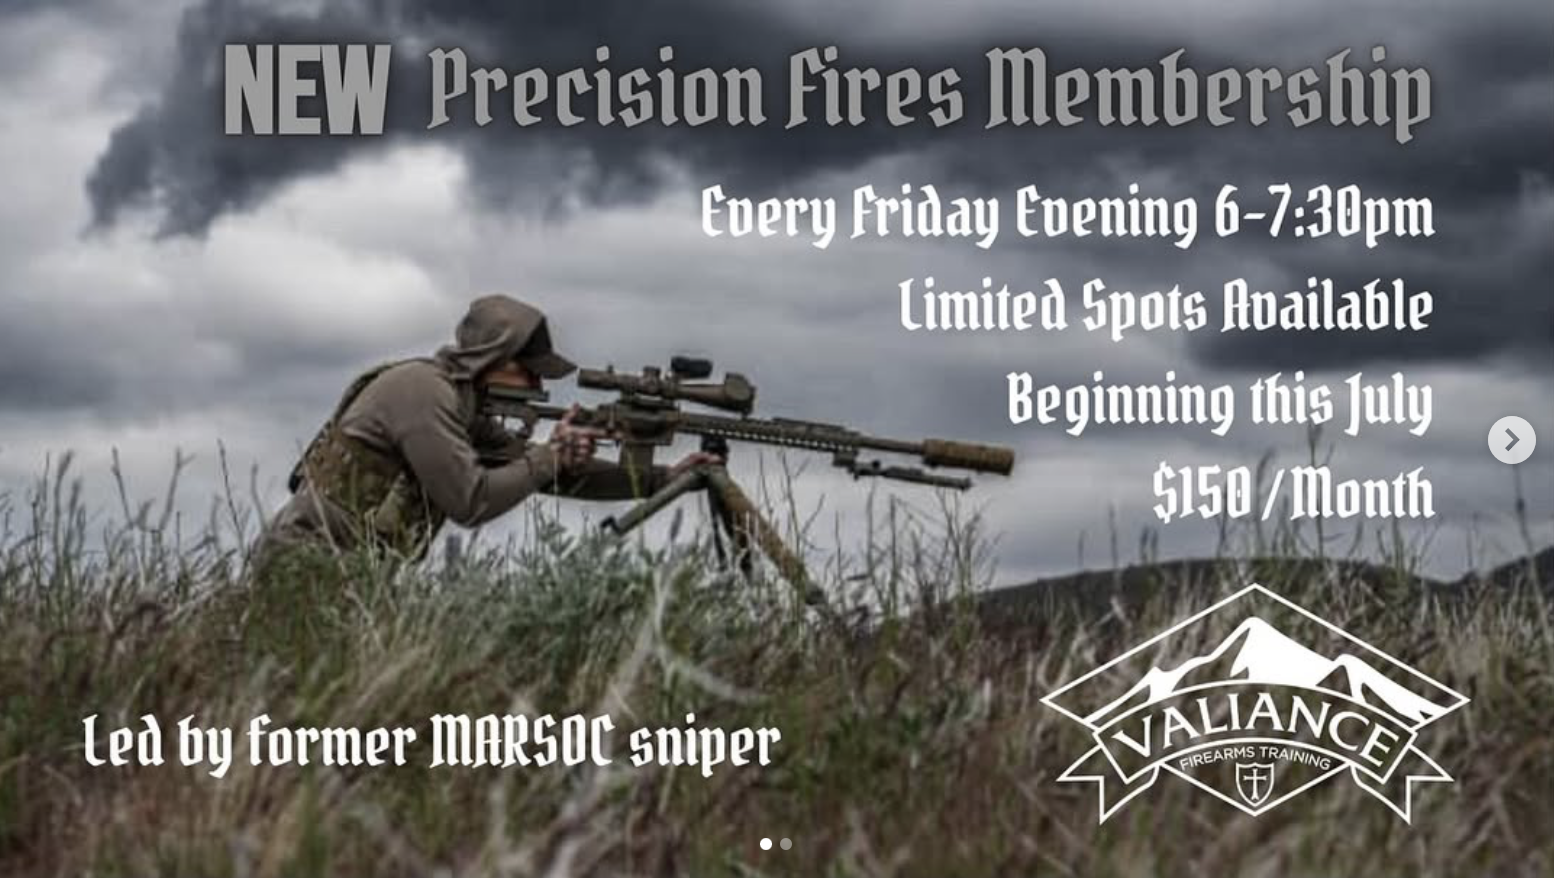 NEW Precision Fires Membership
Every Friday Evening 6-7:30pm
Limited Spots Available
Beginning this July
$150/Month
Led by former MARSOC sniper
VALIANCE
FIREARMS TRAINING